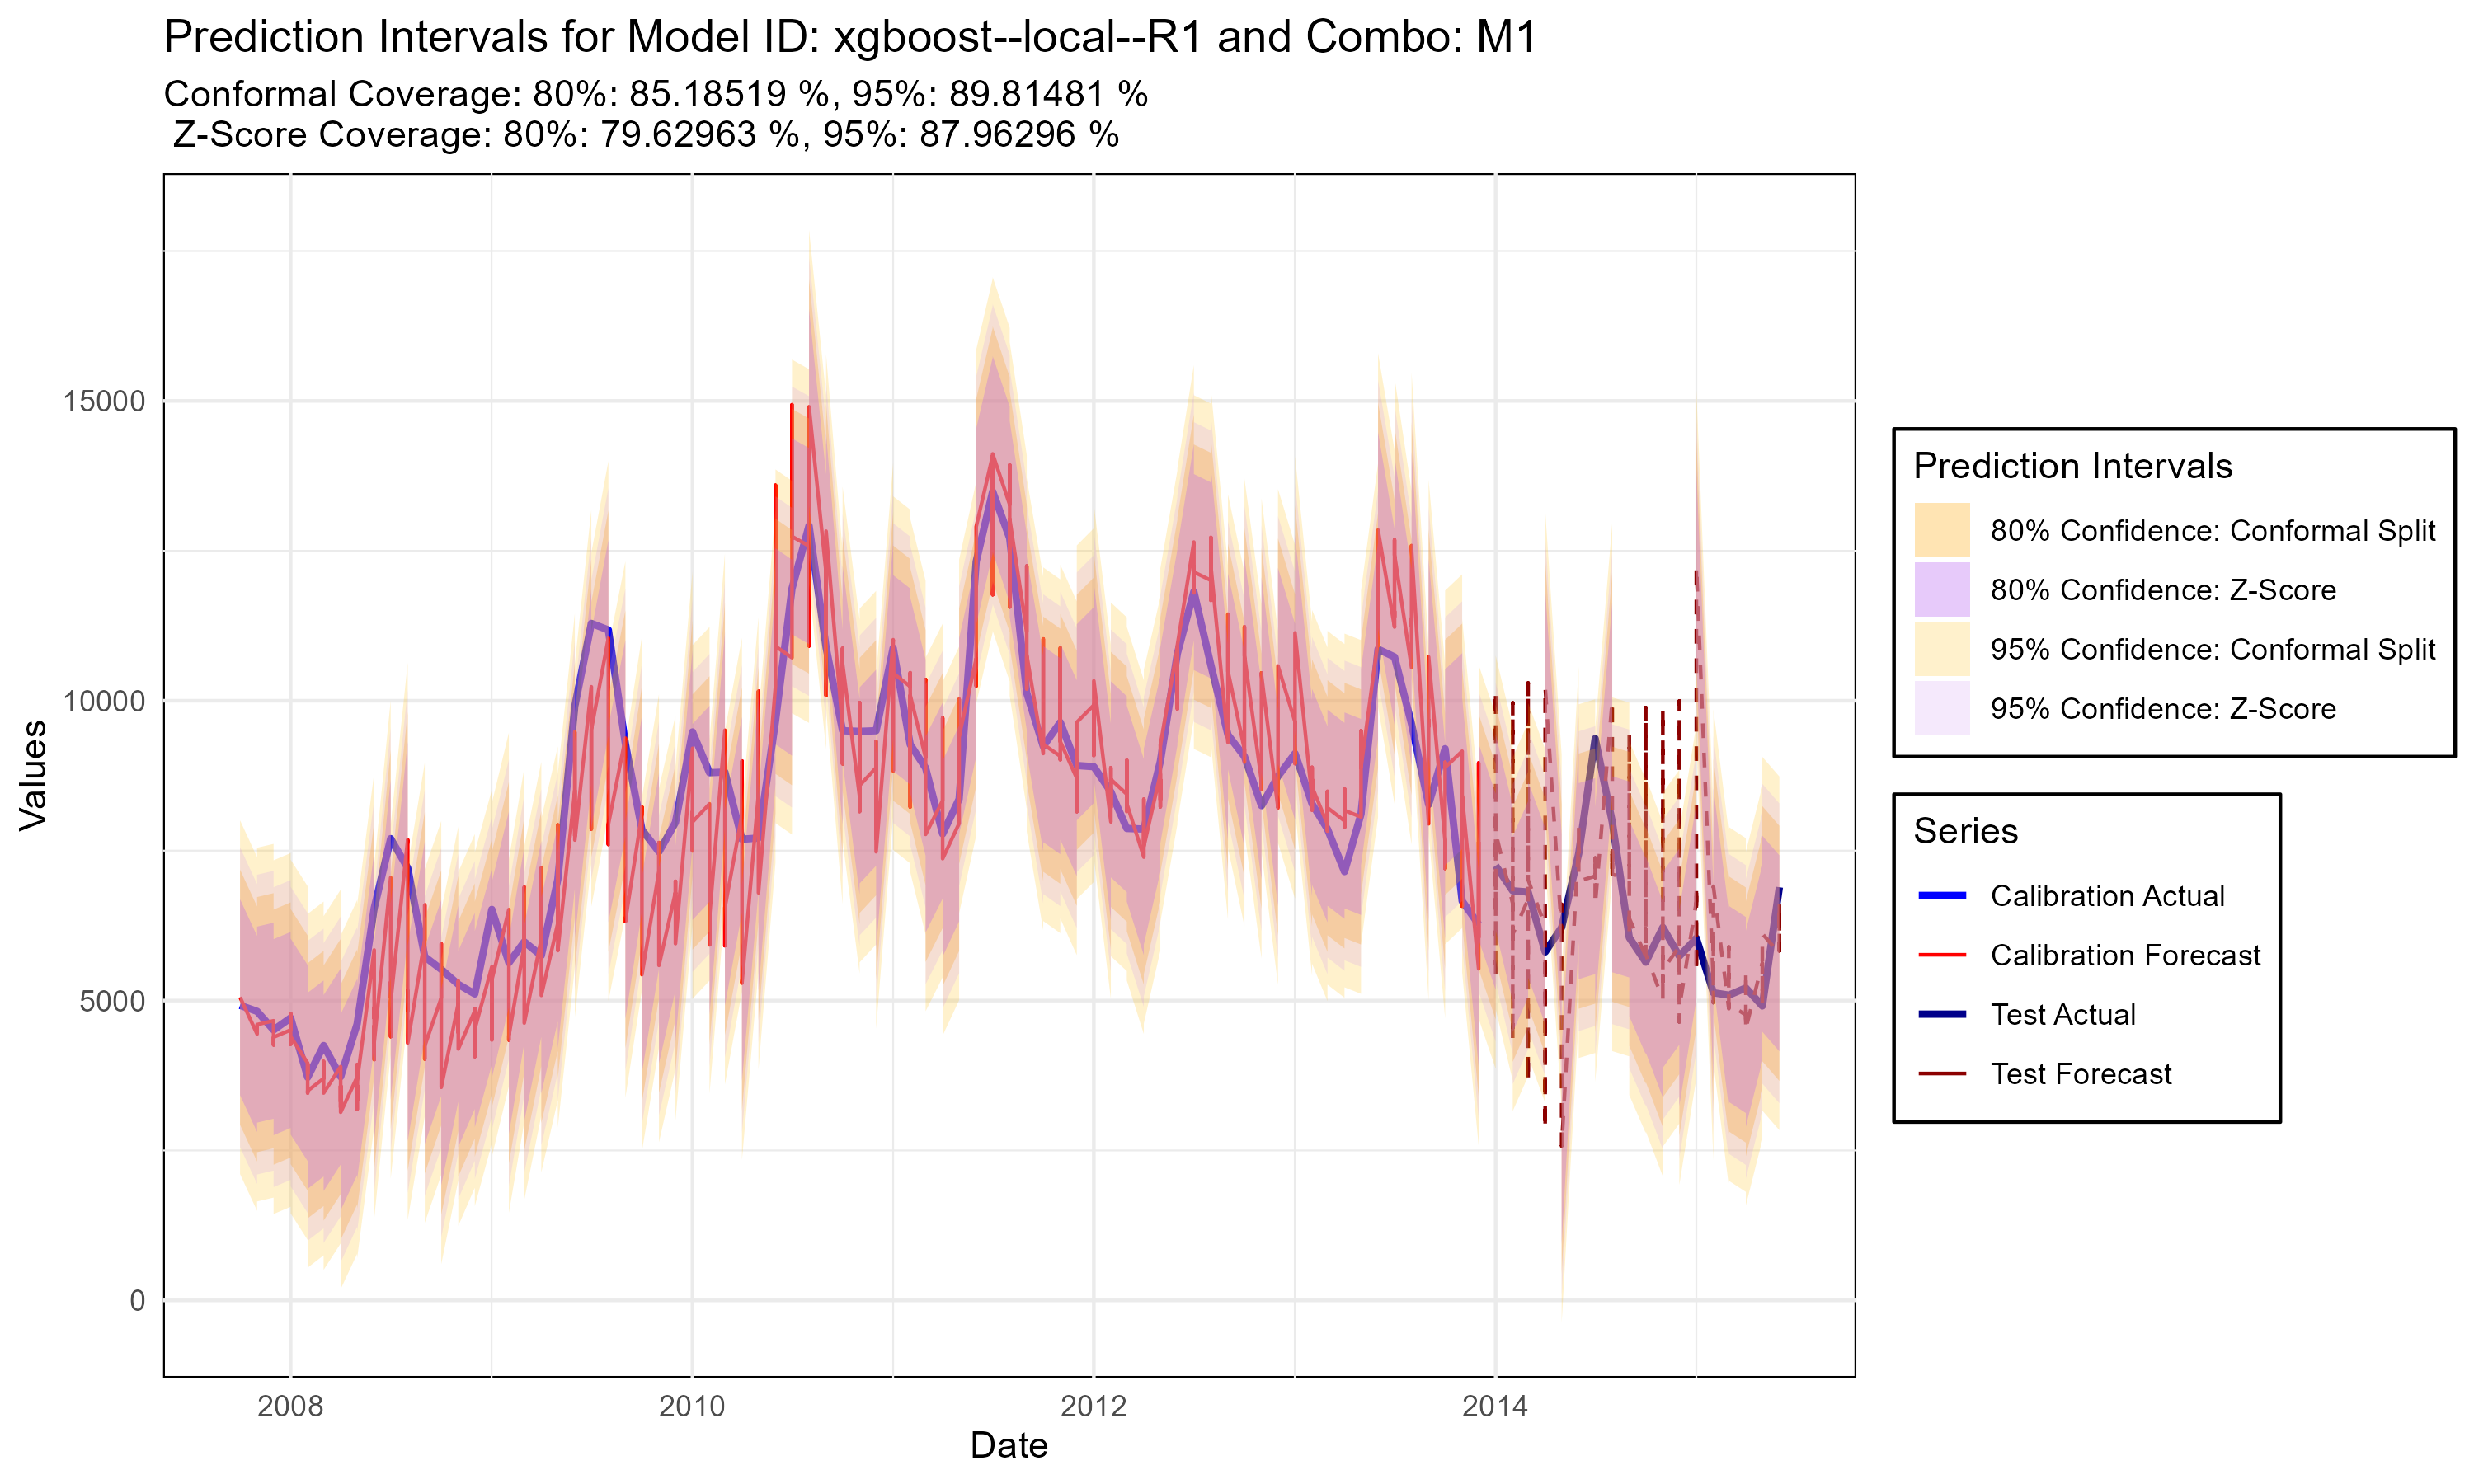 Prediction Intervals for Model ID: xgboost--local--R1 and Combo: M1
Conformal Coverage: 80%: 85.18519 %, 95%: 89.81481 %
Z-Score Coverage: 80%: 79.62963 %, 95%: 87.96296 %
Values
15000
10000
5000
0
2008
2010
2012
2014
Date
Prediction Intervals
80% Confidence: Conformal Split
80% Confidence: Z-Score
95% Confidence: Conformal Split
95% Confidence: Z-Score
Series
Calibration Actual
Calibration Forecast
Test Actual
Test Forecast